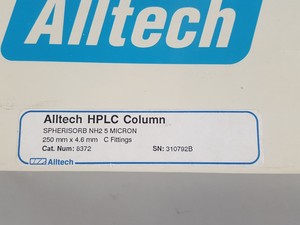 Alltech
Alltech HPLC Column
SPHERISORB NH2 5 MICRON
250 mm x 4.6 mm C Fittings
Cat. Num: 8372 SN: 310792B
Alltech